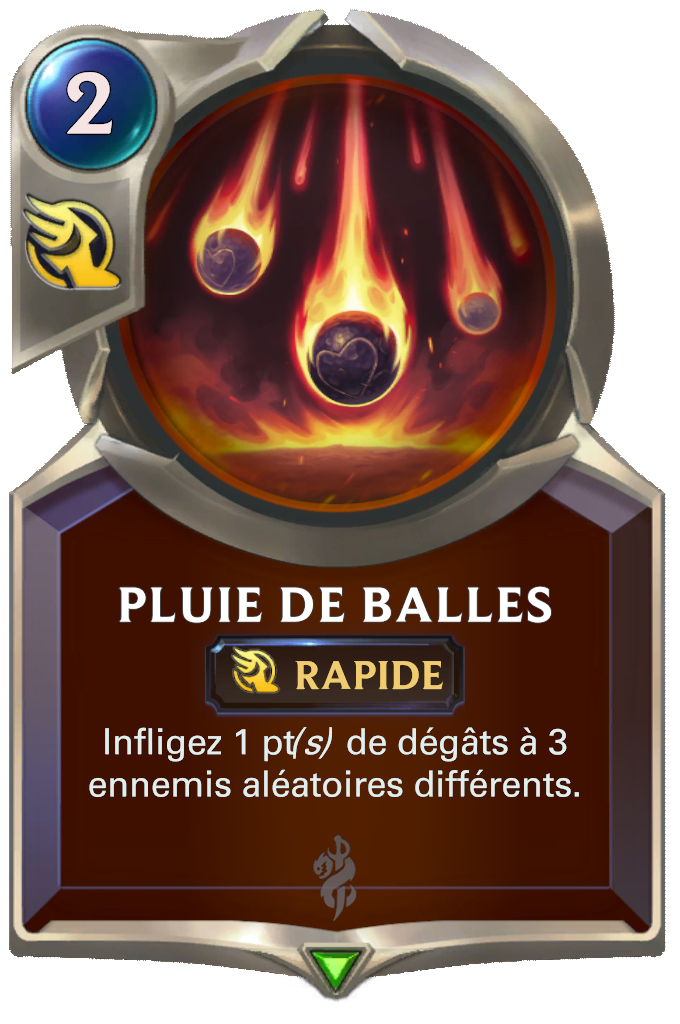 2
PLUIE DE BALLES
RAPIDE
Infligez 1 pt(s) de dégâts à 3
ennemis aléatoires différents.